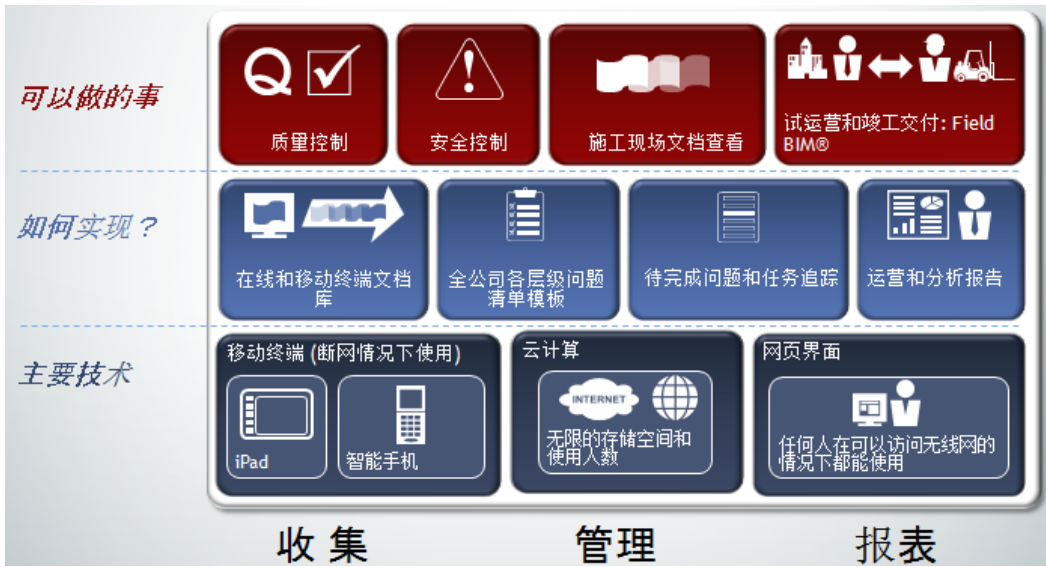 可以做的事
Q
质量控制
安全控制
施工现场文档查看
试运营和竣工交付: Field
BIM®
如何实现？
在线和移动终端文档
库
全公司各层级问题
清单模板
待完成问题和任务追踪
运营和分析报告
主要技术
移动终端 (断网情况下使用)
iPad
智能手机
云计算
INTERNET
无限的存储空间和
使用人数
网页界面
任何人在可以访问无线网的
情况下都能使用
收 集
管理
报表